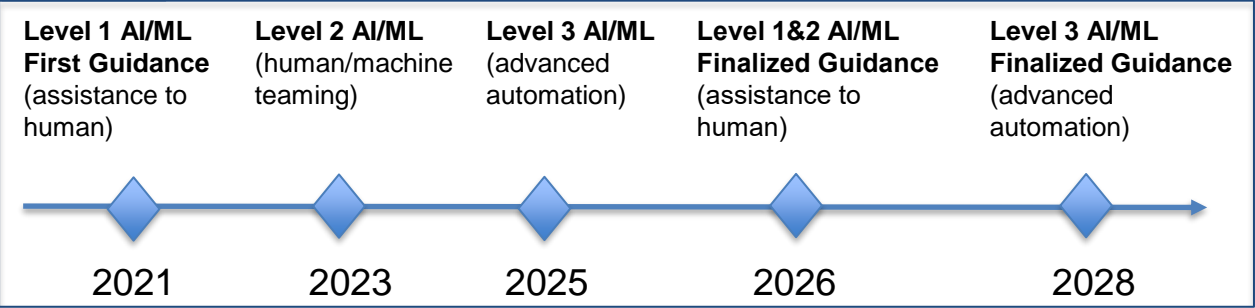 Level 1 AI/ML
First Guidance
(assistance to
human)
Level 2 AI/ML
(human/machine
teaming)
Level 3 AI/ML
(advanced
automation)
Level 1&2 AI/ML
Finalized Guidance
(assistance to
human)
Level 3 AI/ML
Finalized Guidance
(advanced
automation)
2021
2023
2025
2026
2028